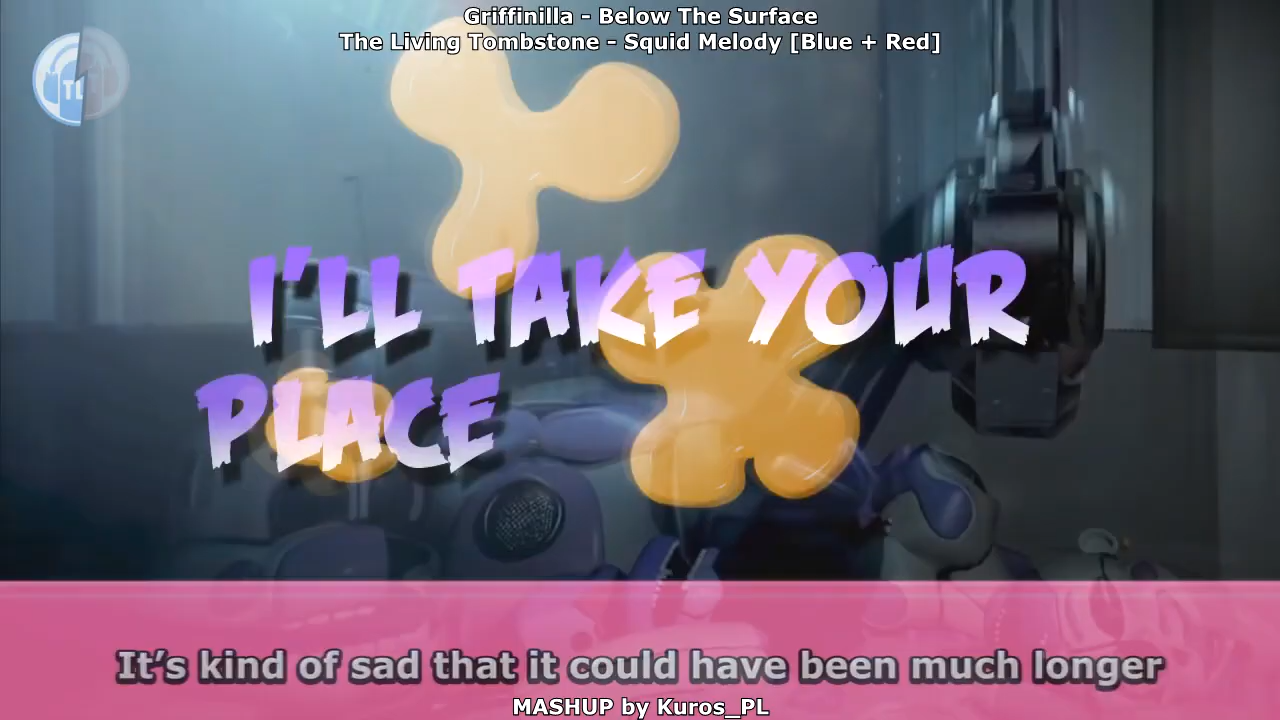 Griffinilla - Below The Surface
The Living Tombstone - Squid Melody [Blue + Red]
TL
I'LL TAKE YOUR
PLACE
It's kind of sad that it could have been much longer
MASHUP by Kuros_PL